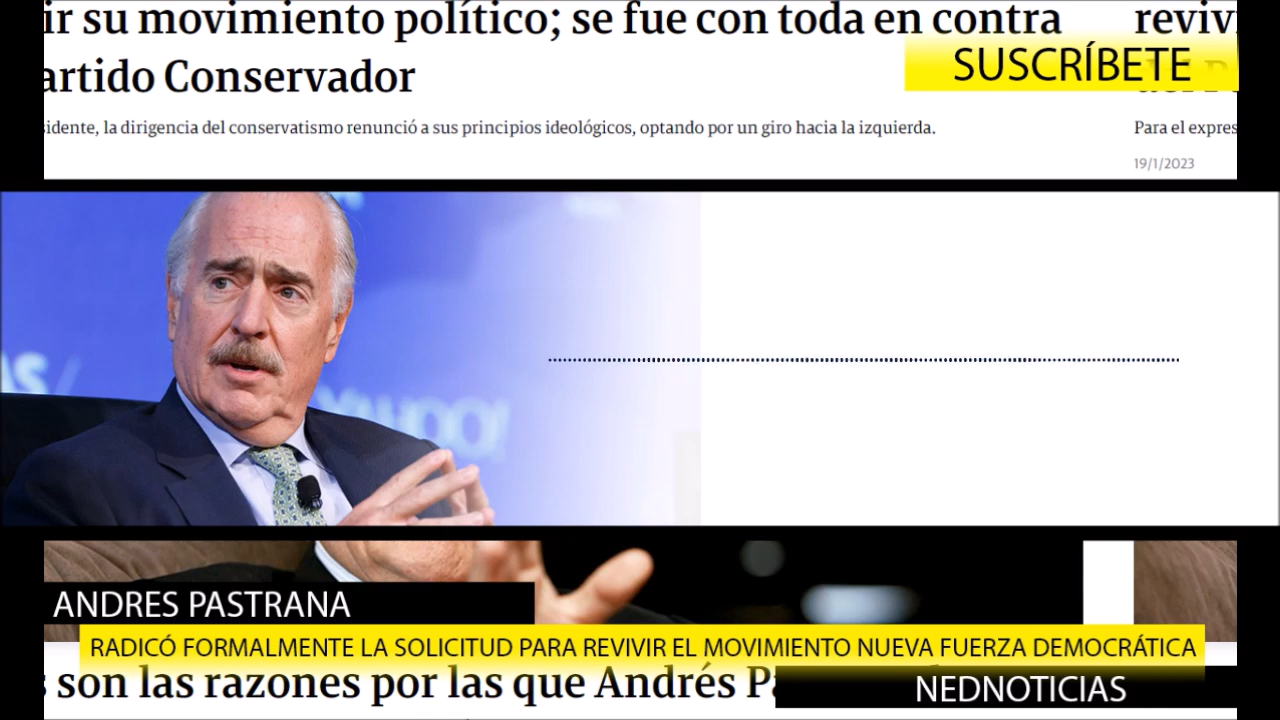 ir su movimiento político; se fue con toda en contra
artido Conservador
sidente, la dirigencia del conservatismo renunció a sus principios ideológicos, optando por un giro hacia la izquierda.
reviv
SUSCRÍBETE
Para el expres
19/1/2023
AS/
YAHOO!
ANDRES PASTRANA
RADICÓ FORMALMENTE LA SOLICITUD PARA REVIVIR EL MOVIMIENTO NUEVA FUERZA DEMOCRÁTICA
s son las razones por las que Andrés Pa
NEDNOTICIAS